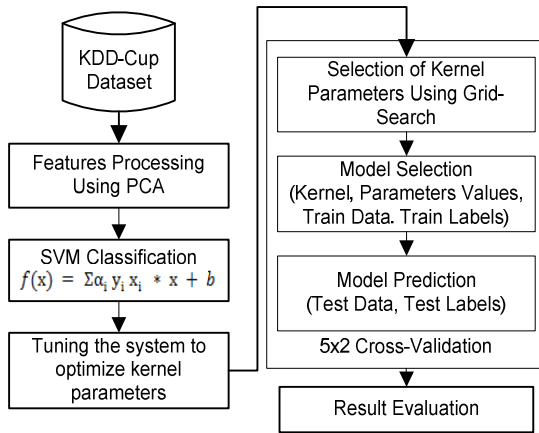 KDD-Cup
Dataset
Features Processing
Using PCA
SVM Classification
f(x) = Σαᵢ yᵢ xᵢ * x + b
Tuning the system to
optimize kernel
parameters
Selection of Kernel
Parameters Using Grid-
Search
Model Selection
(Kernel, Parameters Values,
Train Data. Train Labels)
Model Prediction
(Test Data, Test Labels)
5x2 Cross-Validation
Result Evaluation